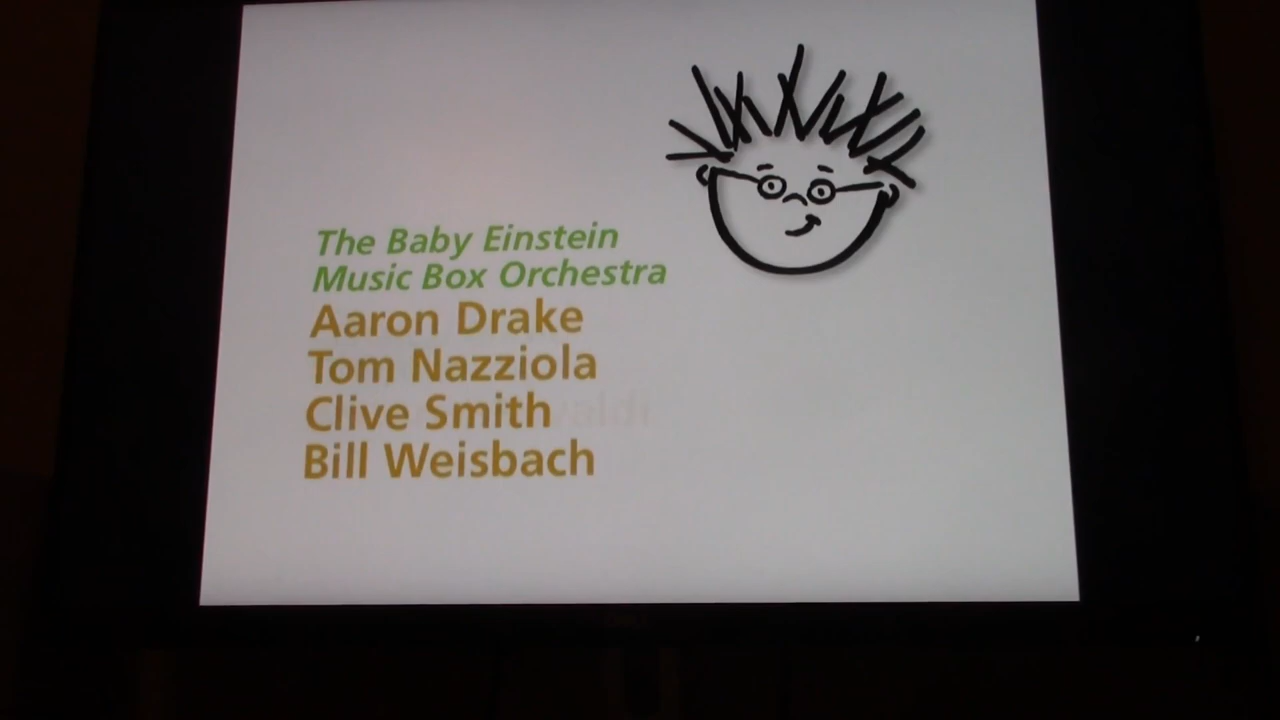 The Baby Einstein
Music Box Orchestra
Aaron Drake
Tom Nazziola
Clive Smith
Bill Weisbach